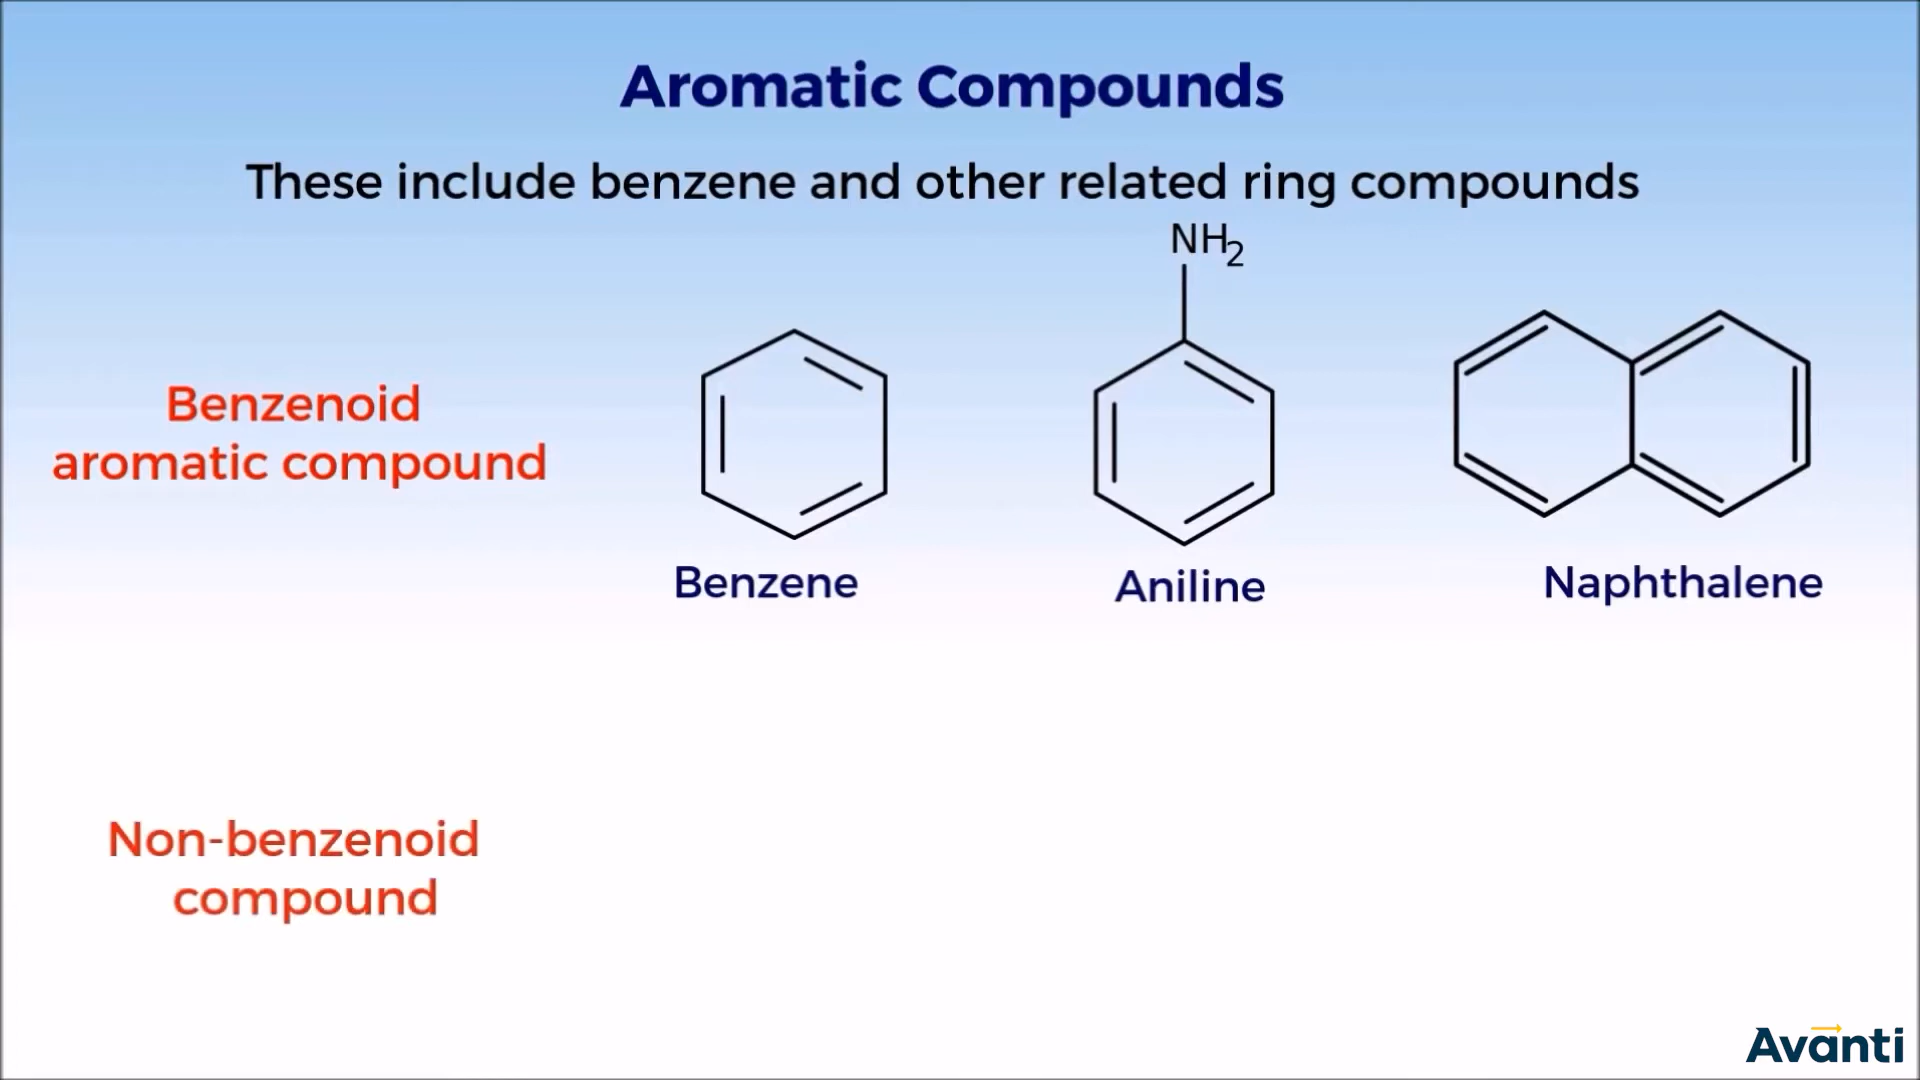 Aromatic Compounds
These include benzene and other related ring compounds
NH2
Benzenoid
aromatic compound
Benzene
Aniline
Naphthalene
Non-benzenoid
compound
Avanti